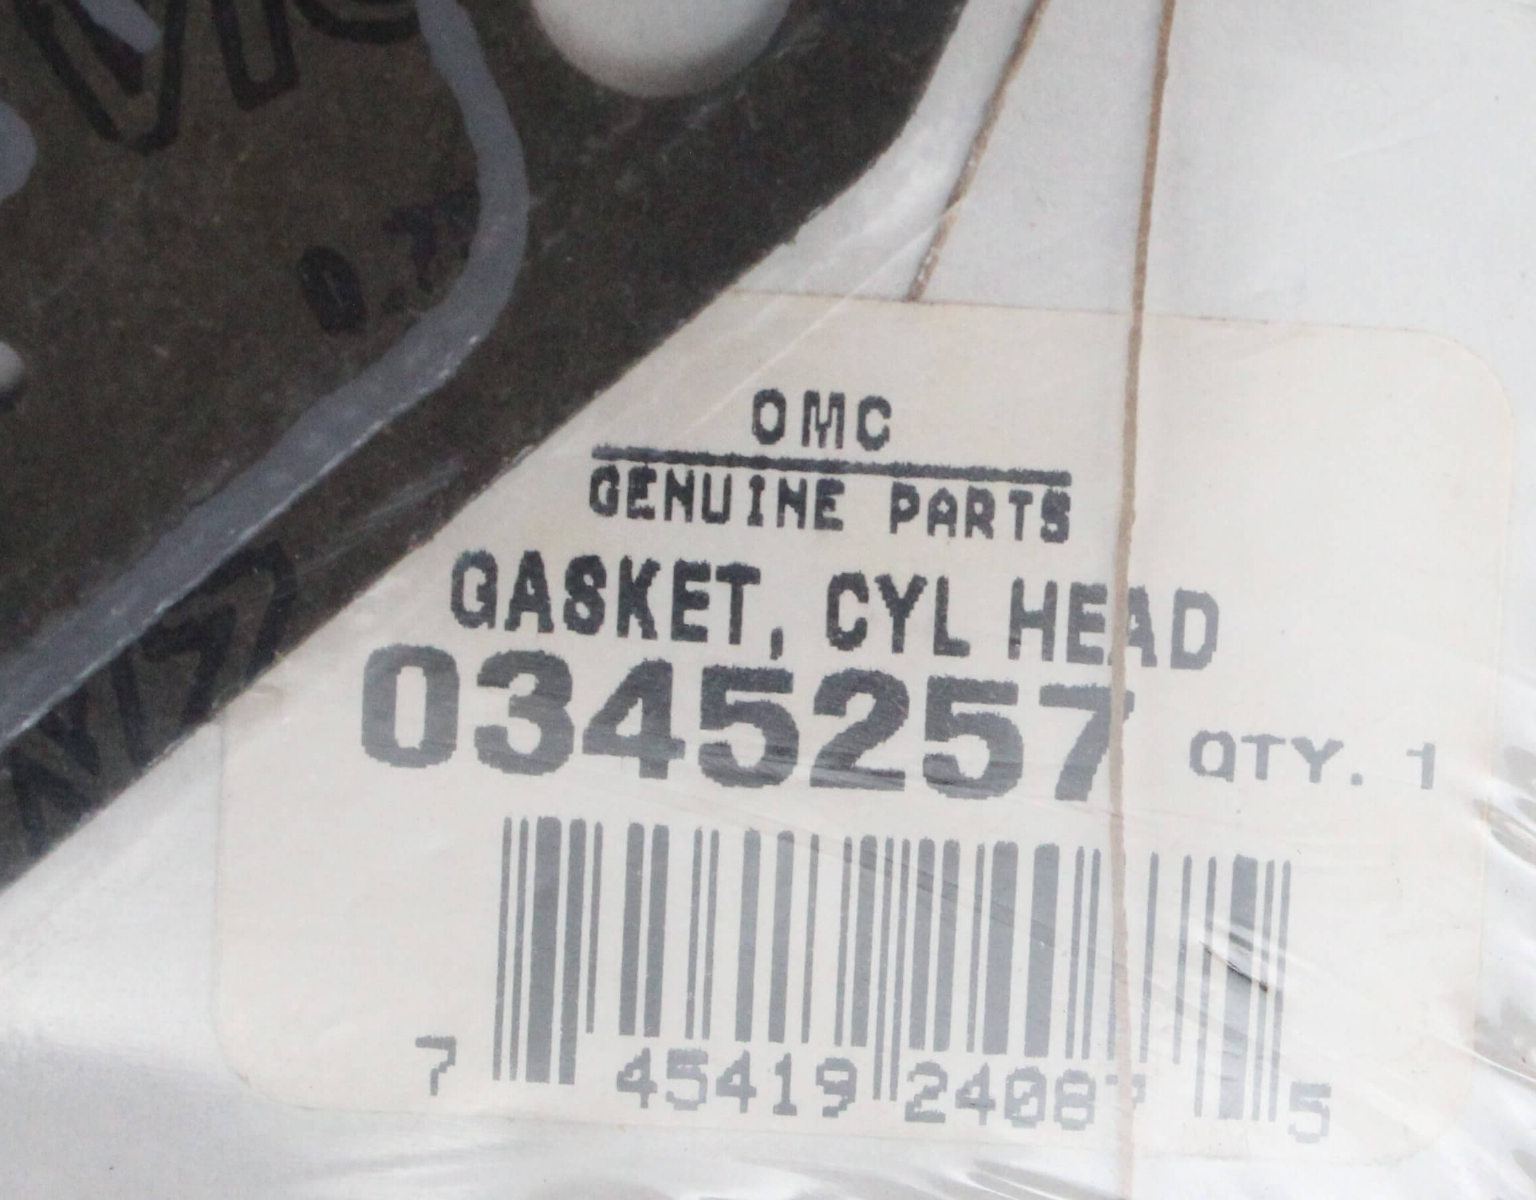 OMC
GENUINE PARTS
GASKET, CYL HEAD
0345257 QTY. 1
7 45419 24087 5